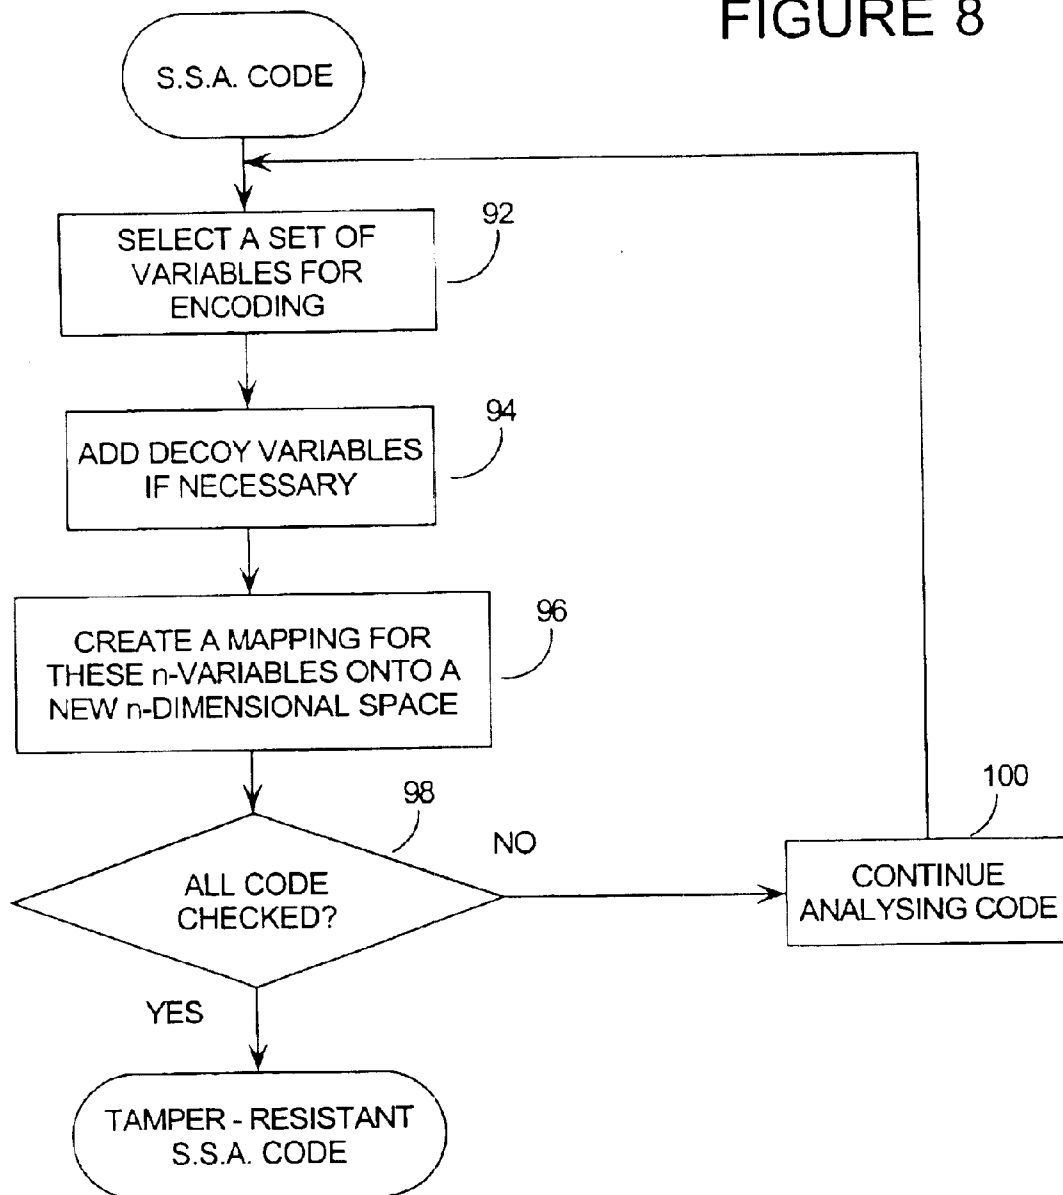 FIGURE 8
S.S.A. CODE
92
SELECT A SET OF
VARIABLES FOR
ENCODING
94
ADD DECOY VARIABLES
IF NECESSARY
96
CREATE A MAPPING FOR
THESE n-VARIABLES ONTO A
NEW n-DIMENSIONAL SPACE
98
NO
100
ALL CODE
CHECKED?
CONTINUE
ANALYSING CODE
YES
TAMPER - RESISTANT
S.S.A. CODE